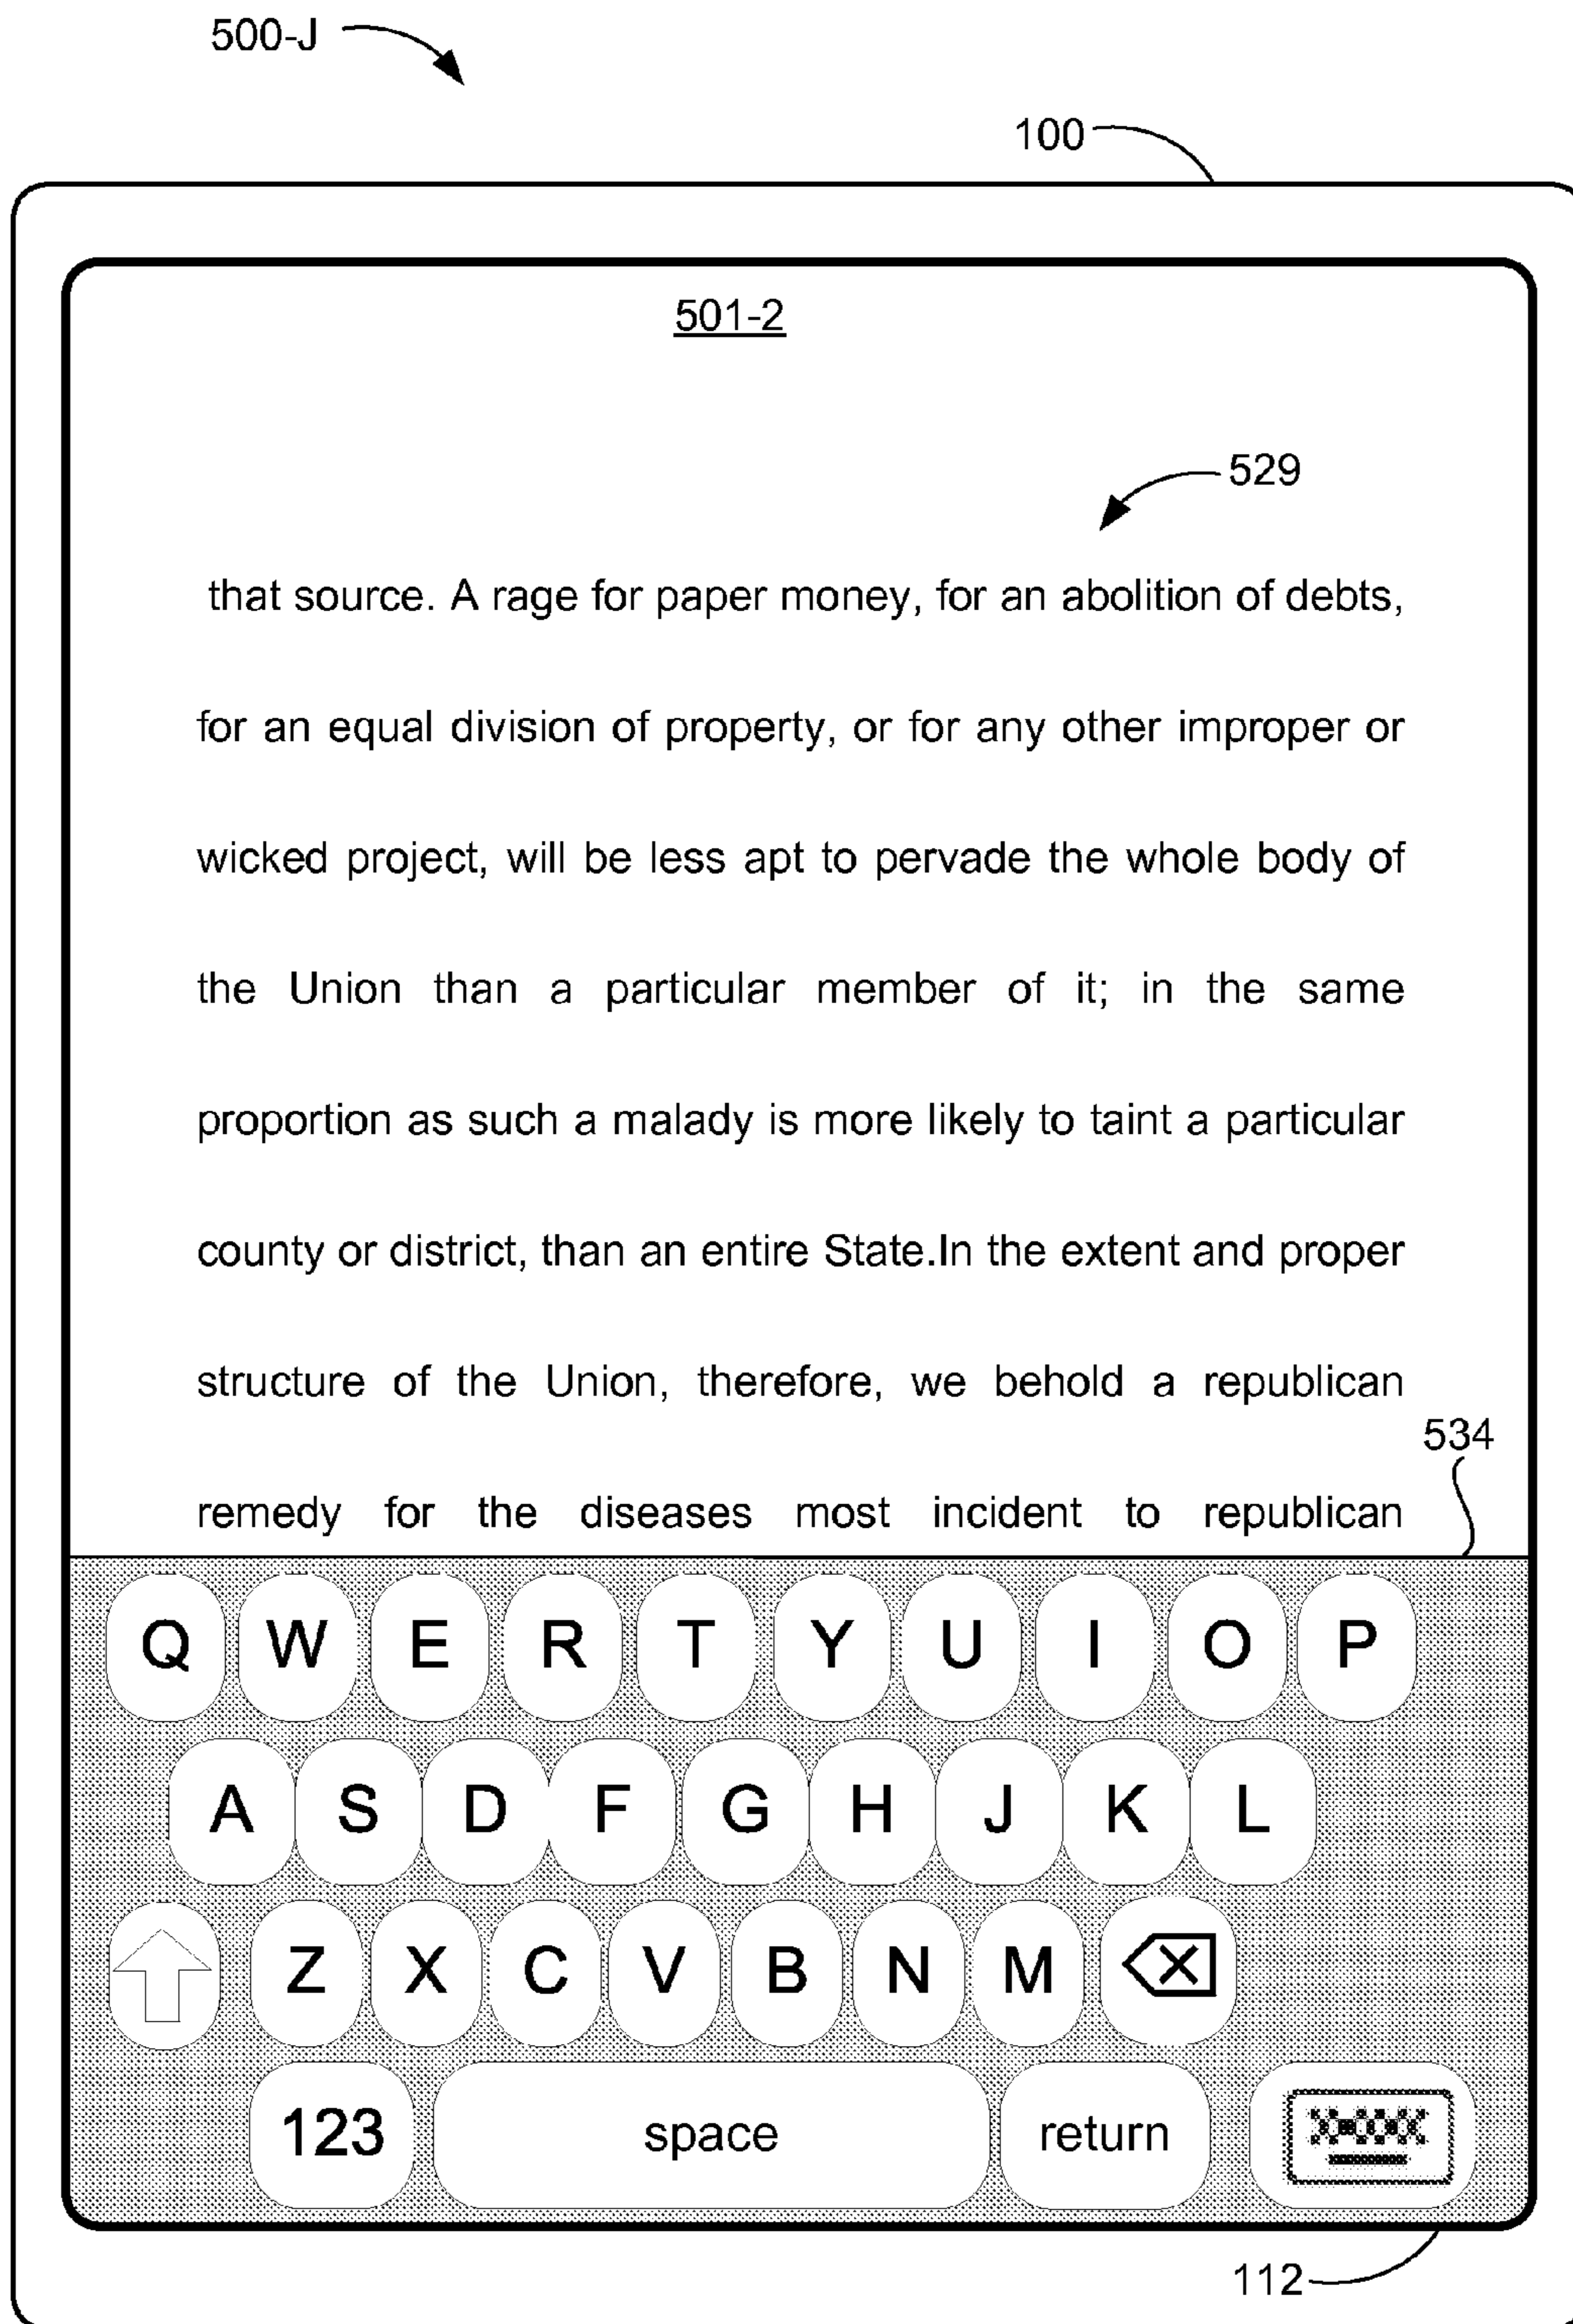 500-J
100
501-2
529
that source. A rage for paper money, for an abolition of debts,
for an equal division of property, or for any other improper or
wicked project, will be less apt to pervade the whole body of
the Union than a particular member of it; in the same
proportion as such a malady is more likely to taint a particular
county or district, than an entire State.In the extent and proper
structure of the Union, therefore, we behold a republican
534
remedy for the diseases most incident to republican
Q W E R T Y U I O P
A S D F G H J K L
Z X C V B N M
123 space return
112